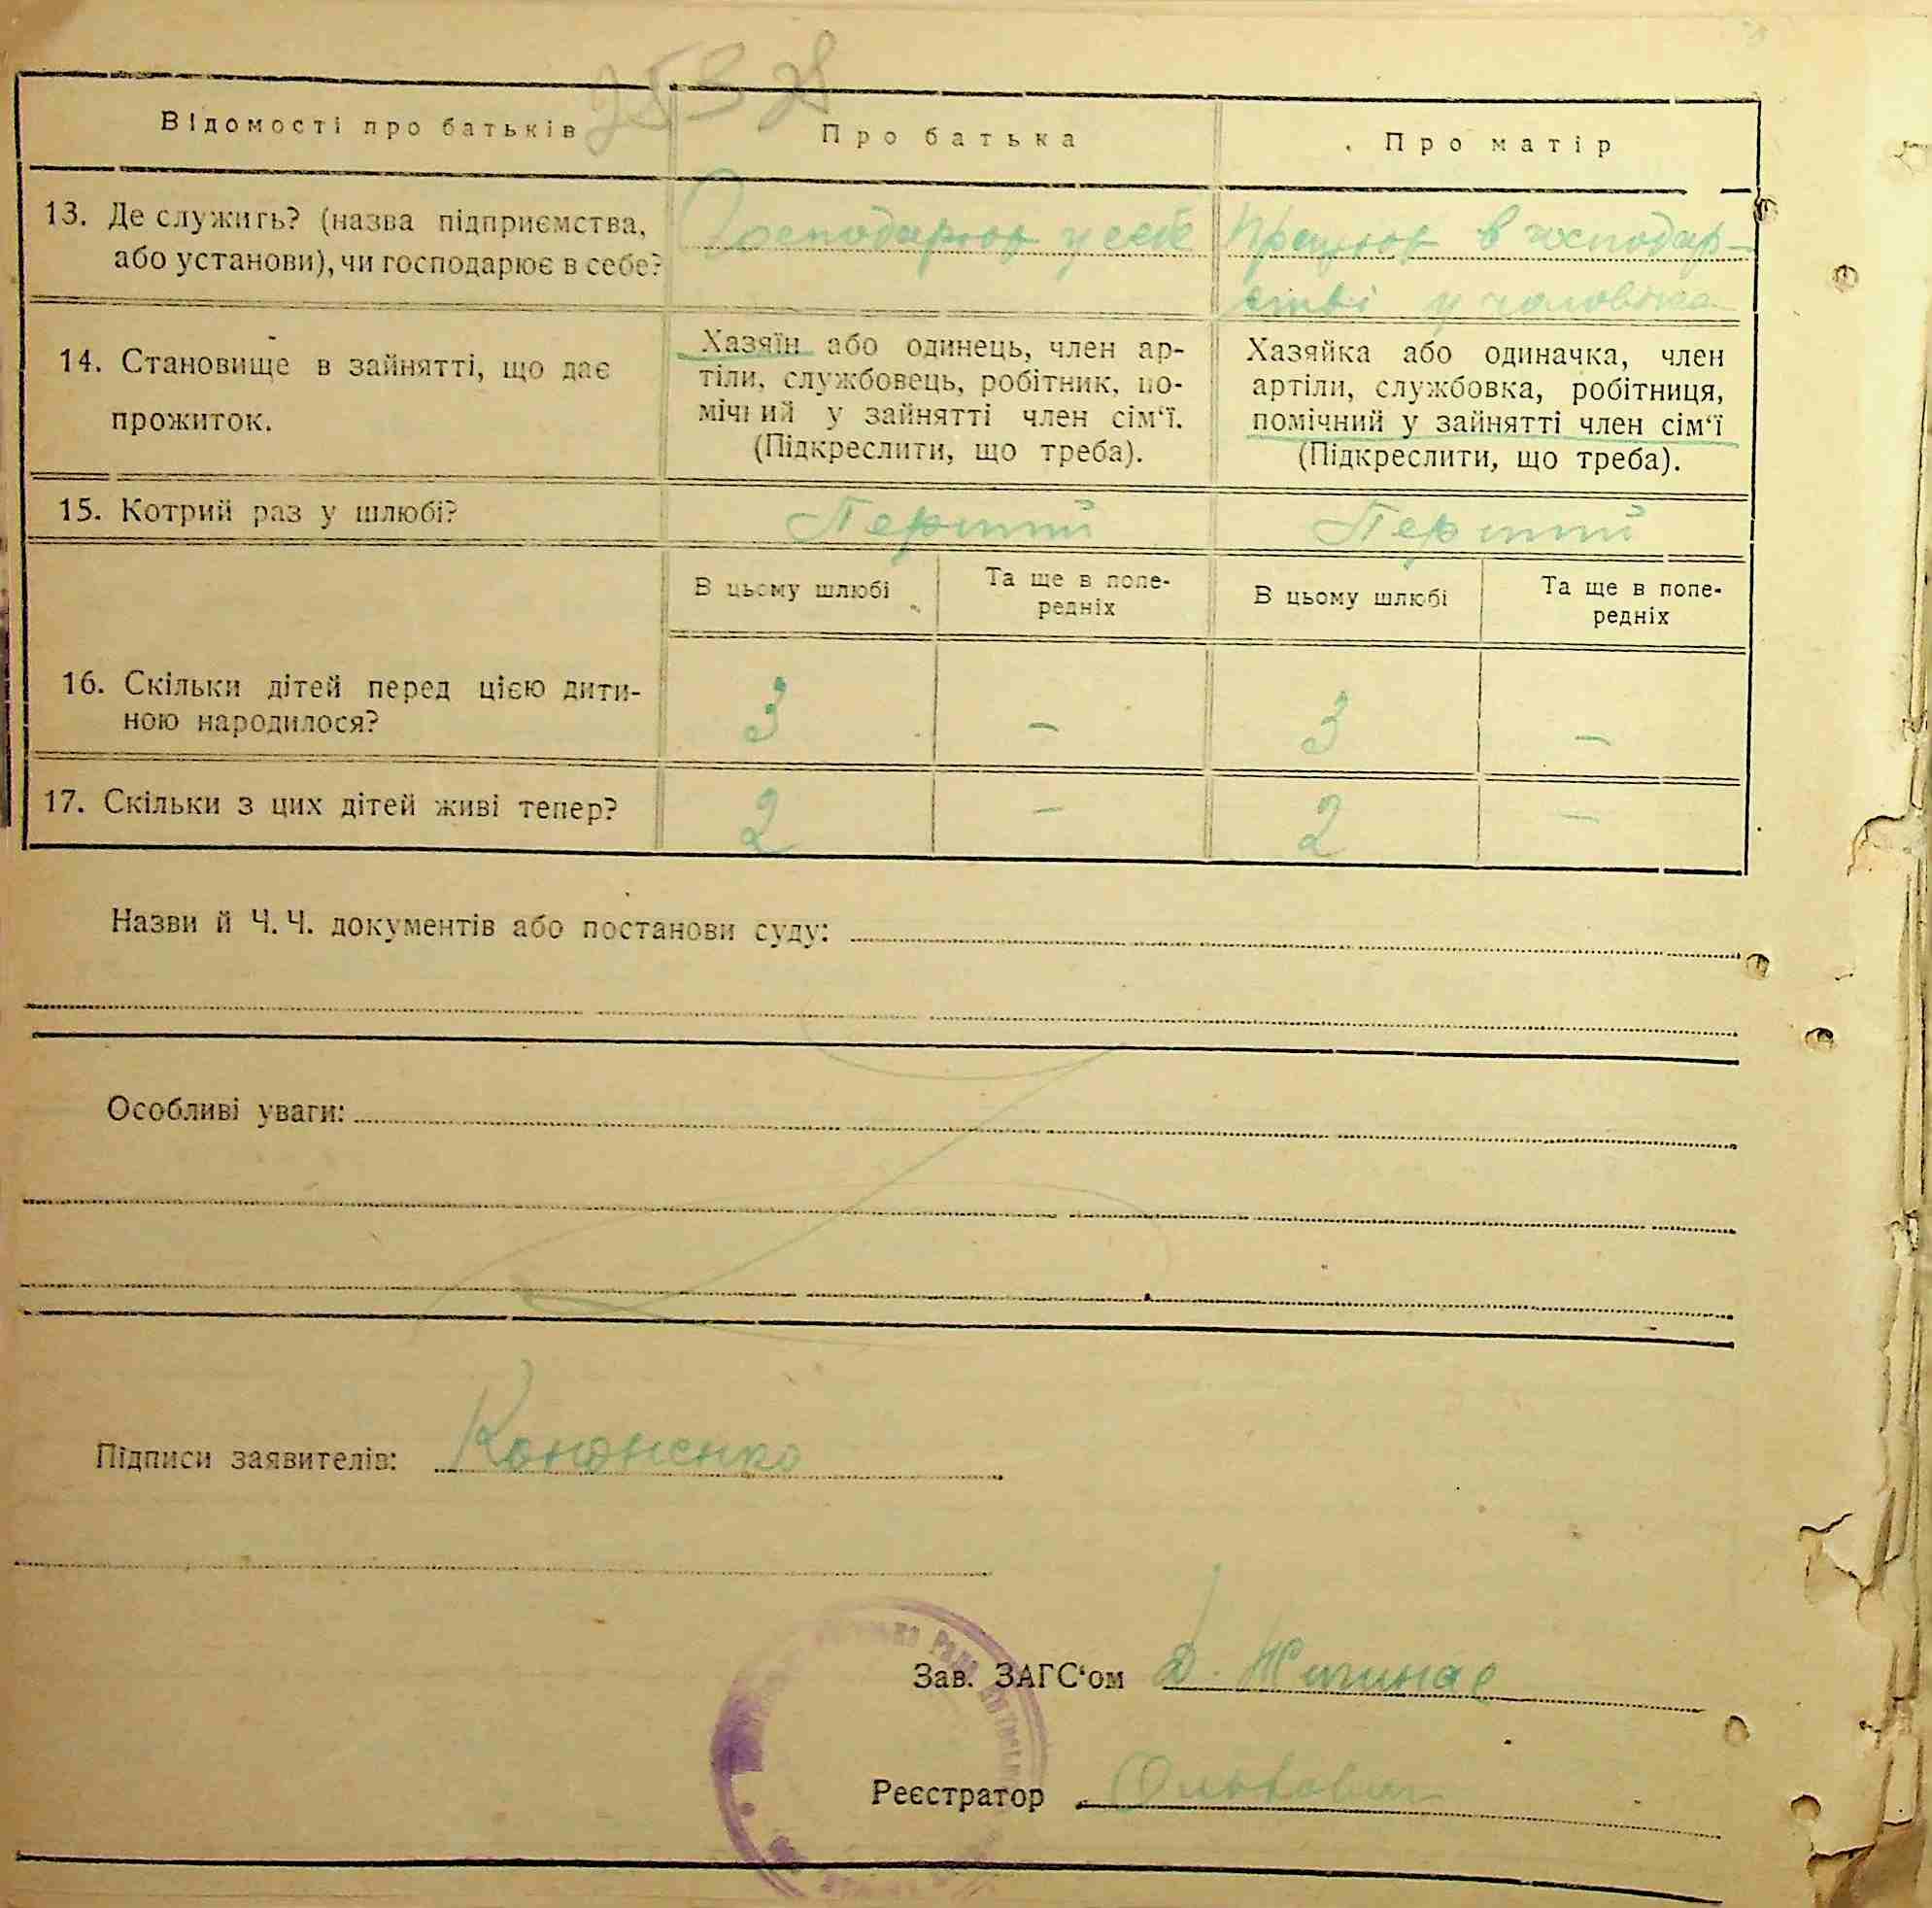 253 28
Відомості про батьків Про батька Про матір
13. Де служить? (назва підприємства,
або установи), чи господарює в себе?
Господарює у себе
Працює в господар-
стві у чоловіка
14. Становище в зайнятті, що дає
прожиток.
Хазяїн або одинець, член ар-
тіли, службовець, робітник, по-
мічний у зайнятті член сім‘ї.
(Підкреслити, що треба).
Хазяйка або одиначка, член
артіли, службовка, робітниця,
помічний у зайнятті член сім‘ї
(Підкреслити, що треба).
15. Котрий раз у шлюбі? Перший Перший
В цьому шлюбі
Та ще в попе-
редніх
В цьому шлюбі
Та ще в попе-
редніх
16. Скільки дітей перед цією дити-
ною народилося?
3 – 3 –
17. Скільки з цих дітей живі тепер? 2 – 2 –
Назви й Ч. Ч. документів або постанови суду:
Особливі уваги:
Підписи заявителів: Кононенко
Зав. ЗАГС‘ом Д.
Реєстратор